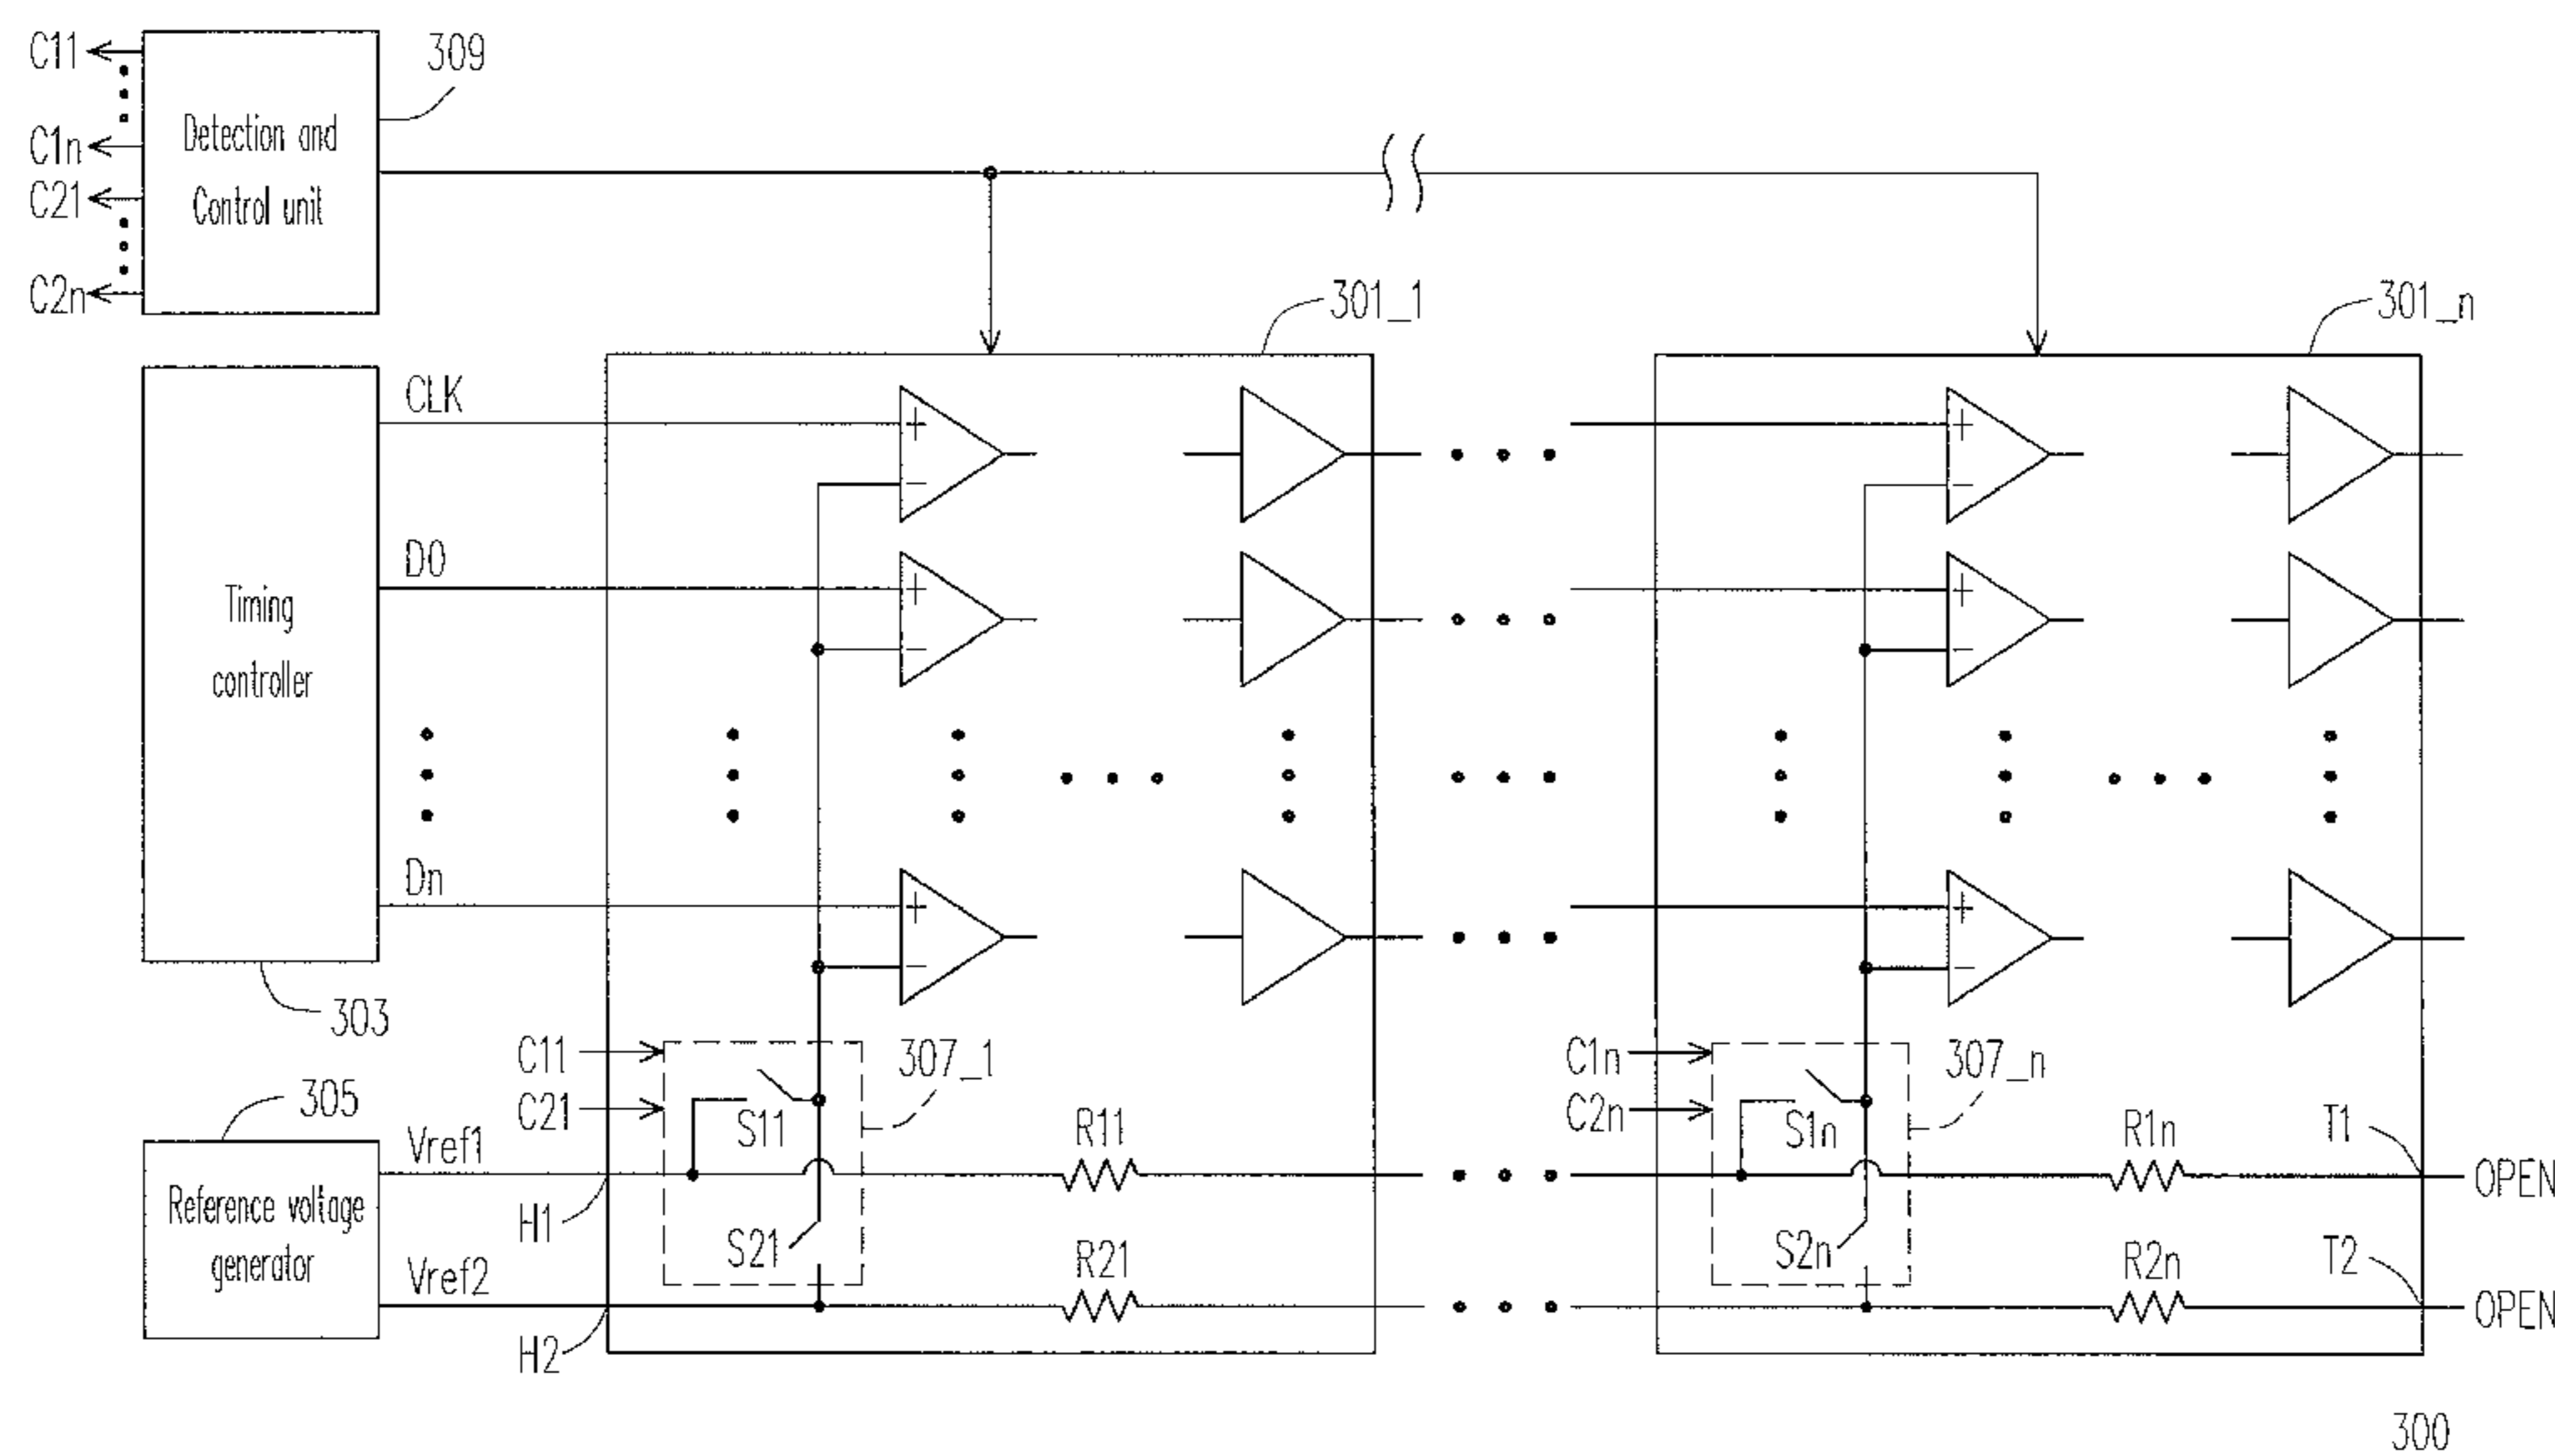 C11
C1n
C21
C2n
Detection and
Control unit
309
301_1
301_n
CLK
D0
Dn
Timing
controller
303
+
−
+
−
+
−
+
−
+
−
+
−
C11
C21
307_1
S11
S21
C1n
C2n
307_n
S1n
S2n
305
Reference voltage
generator
Vref1
Vref2
H1
H2
R11
R21
R1n
R2n
T1
T2
OPEN
OPEN
300